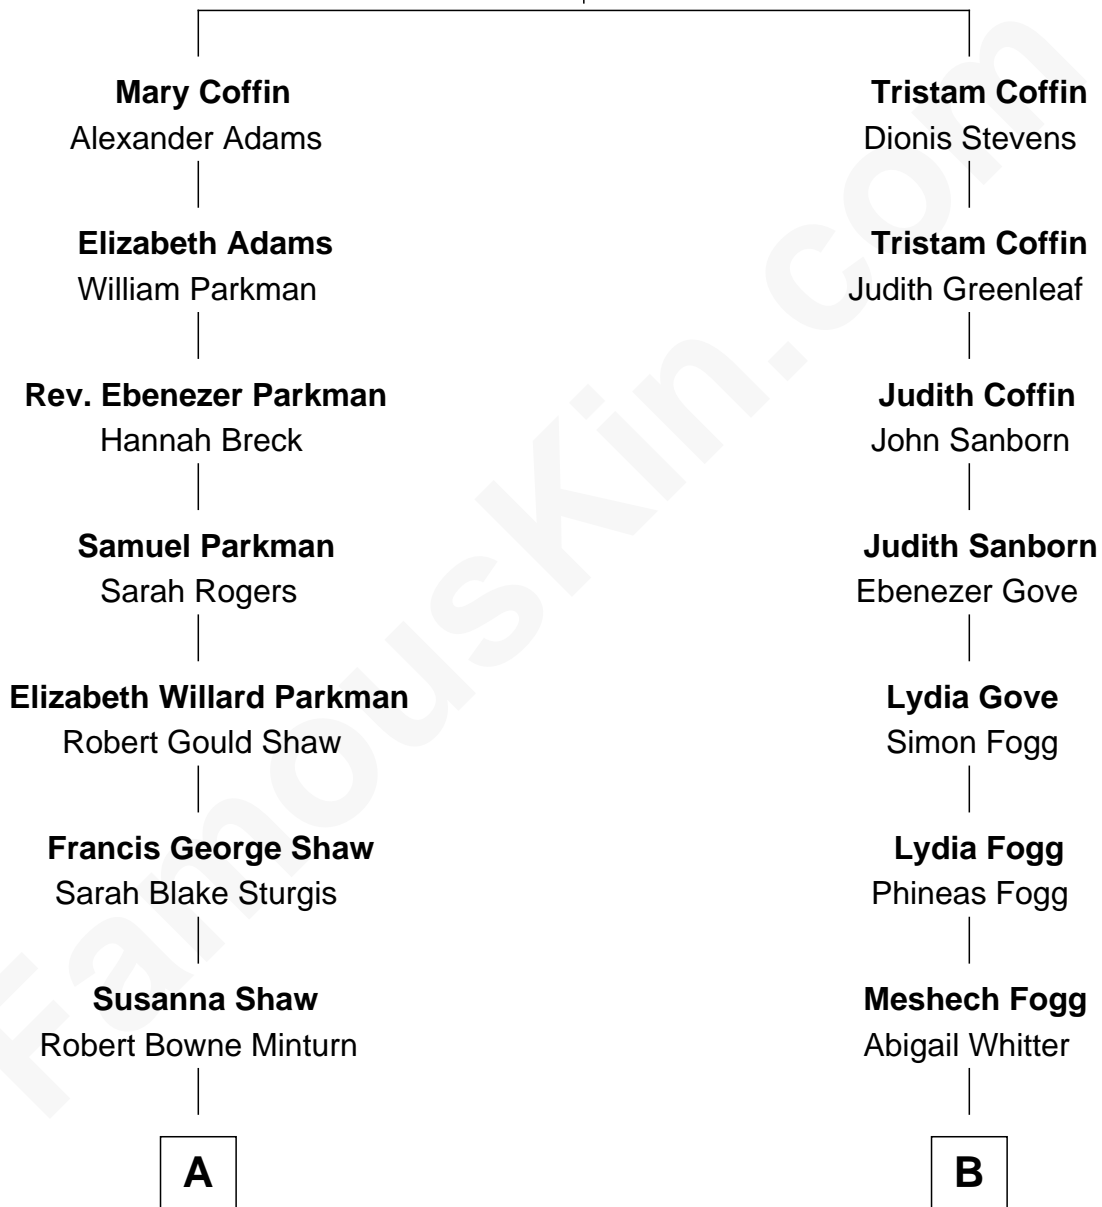 Mary Coffin
Alexander Adams
Elizabeth Adams
William Parkman
Rev. Ebenezer Parkman
Hannah Breck
Samuel Parkman
Sarah Rogers
Elizabeth Willard Parkman
Robert Gould Shaw
Francis George Shaw
Sarah Blake Sturgis
Susanna Shaw
Robert Bowne Minturn
A
Tristam Coffin
Dionis Stevens
Tristam Coffin
Judith Greenleaf
Judith Coffin
John Sanborn
Judith Sanborn
Ebenezer Gove
Lydia Gove
Simon Fogg
Lydia Fogg
Phineas Fogg
Meshech Fogg
Abigail Whitter
B
FamousKin.com